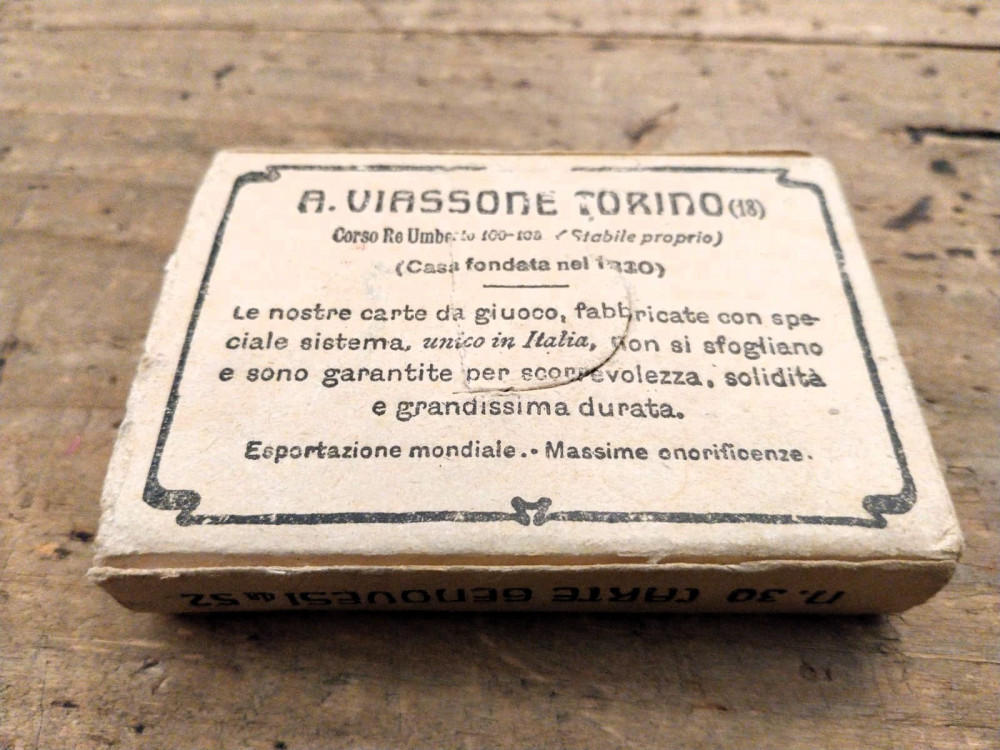 A. VIASSONE TORINO (18)
Corso Re Umberto 100-102 (Stabile proprio)
(Casa fondata nel
Le nostre carte da giuoco, fabbricate con spe-
ciale sistema, unico in Italia, non si sfogliano
e sono garantite per scorrevolezza, solidità
e grandissima durata.
Esportazione mondiale.- Massime onorificenze.
N. 30 CARTE GENOVESI da 52